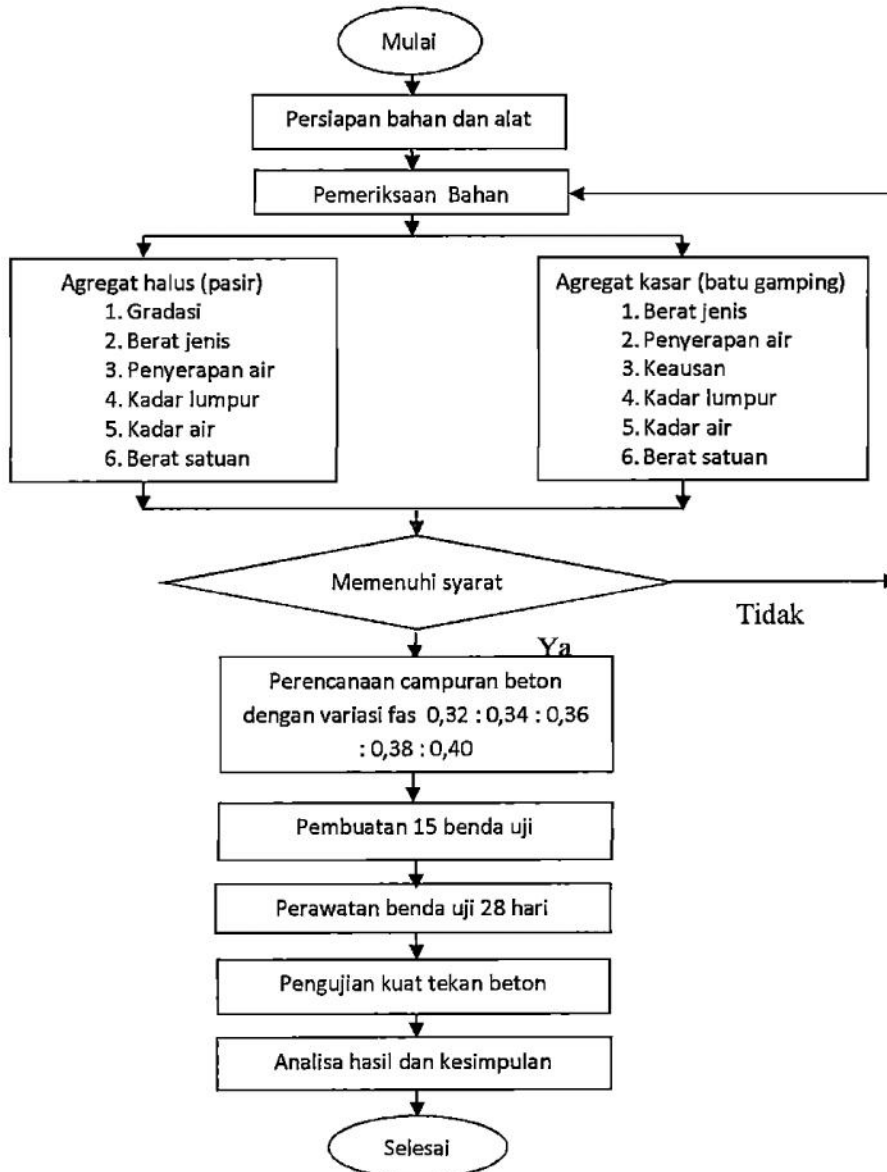 Mulai
Persiapan bahan dan alat
Pemeriksaan Bahan
Agregat halus (pasir)
1. Gradasi
2. Berat jenis
3. Penyerapan air
4. Kadar lumpur
5. Kadar air
6. Berat satuan
Agregat kasar (batu gamping)
1. Berat jenis
2. Penyerapan air
3. Keausan
4. Kadar lumpur
5. Kadar air
6. Berat satuan
Memenuhi syarat
Tidak
Ya
Perencanaan campuran beton
dengan variasi fas 0,32 : 0,34 : 0,36
: 0,38 : 0,40
Pembuatan 15 benda uji
Perawatan benda uji 28 hari
Pengujian kuat tekan beton
Analisa hasil dan kesimpulan
Selesai